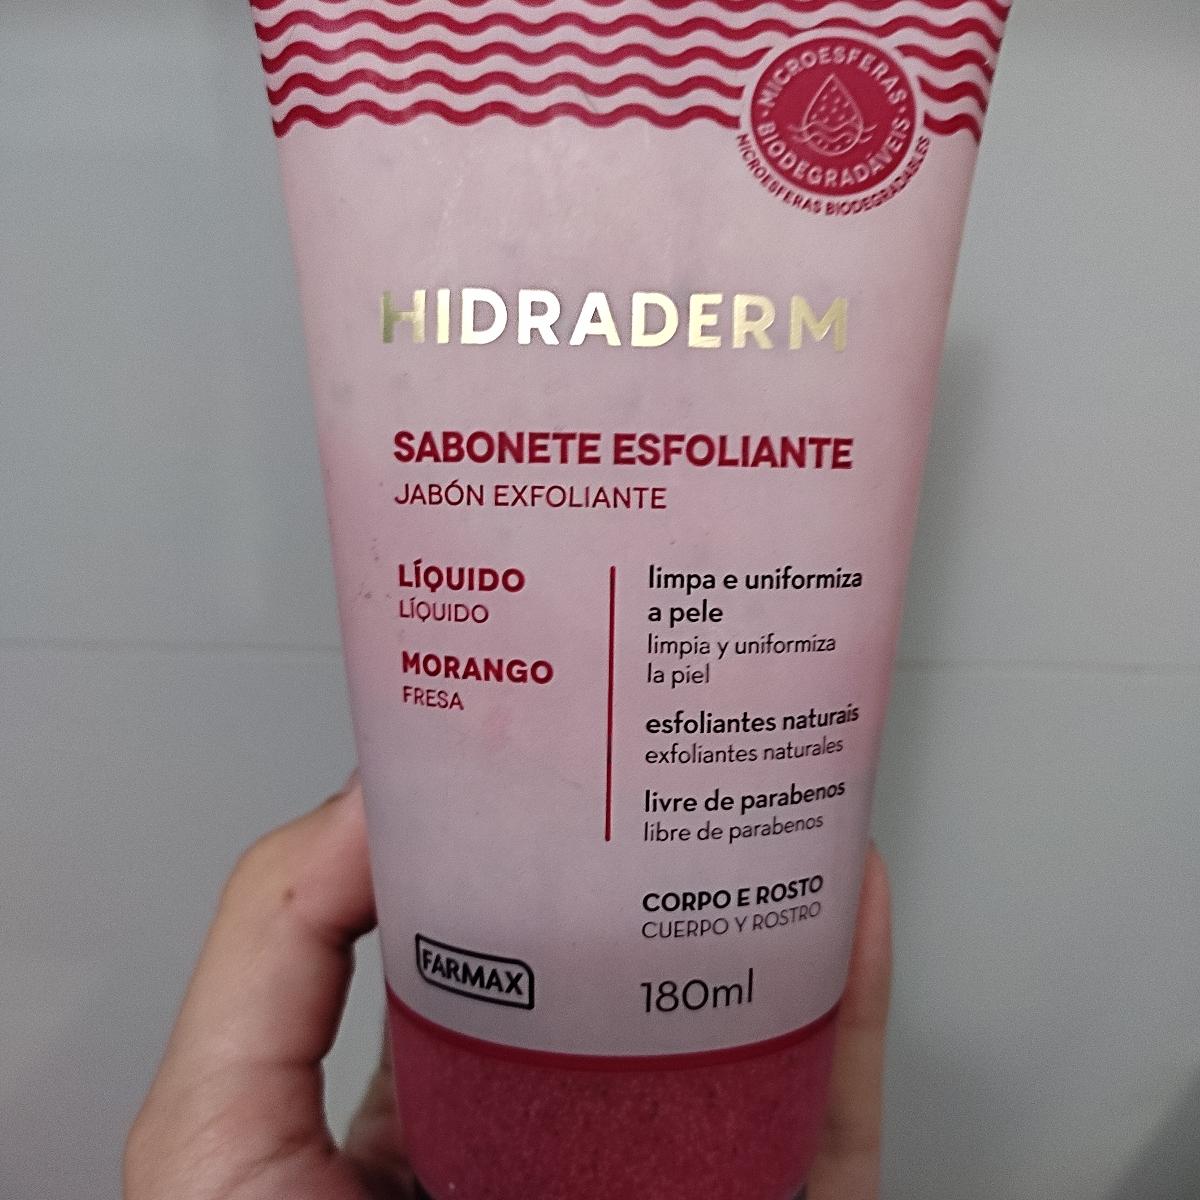 · MICROESFERAS ·
BIODEGRADÁVEIS
MICROESFERAS BIODEGRADABLES
HIDRADERM
SABONETE ESFOLIANTE
JABÓN EXFOLIANTE
LÍQUIDO
LÍQUIDO
MORANGO
FRESA
limpa e uniformiza
a pele
limpia y uniformiza
la piel
esfoliantes naturais
exfoliantes naturales
livre de parabenos
libre de parabenos
CORPO E ROSTO
CUERPO Y ROSTRO
FARMAX
180ml